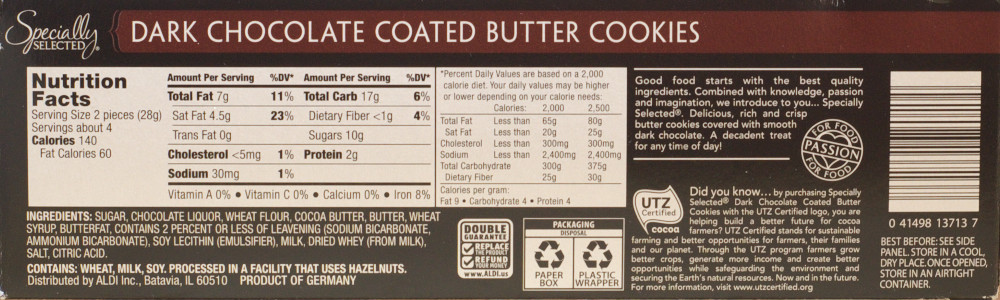 Specially
SELECTED®
DARK CHOCOLATE COATED BUTTER COOKIES
Nutrition
Facts
Serving Size 2 pieces (28g)
Servings about 4
Calories 140
Fat Calories 60
Amount Per Serving %DV* Amount Per Serving %DV*
Total Fat 7g 11% Total Carb 17g 6%
Sat Fat 4.5g 23% Dietary Fiber <1g 4%
Trans Fat 0g Sugars 10g
Cholesterol <5mg 1% Protein 2g
Sodium 30mg 1%
Vitamin A 0% • Vitamin C 0% • Calcium 0% • Iron 8%
*Percent Daily Values are based on a 2,000
calorie diet. Your daily values may be higher
or lower depending on your calorie needs:
Calories: 2,000 2,500
Total Fat Less than 65g 80g
Sat Fat Less than 20g 25g
Cholesterol Less than 300mg 300mg
Sodium Less than 2,400mg 2,400mg
Total Carbohydrate 300g 375g
Dietary Fiber 25g 30g
Calories per gram:
Fat 9 • Carbohydrate 4 • Protein 4
INGREDIENTS: SUGAR, CHOCOLATE LIQUOR, WHEAT FLOUR, COCOA BUTTER, BUTTER, WHEAT
SYRUP, BUTTERFAT, CONTAINS 2 PERCENT OR LESS OF LEAVENING (SODIUM BICARBONATE,
AMMONIUM BICARBONATE), SOY LECITHIN (EMULSIFIER), MILK, DRIED WHEY (FROM MILK),
SALT, CITRIC ACID.
CONTAINS: WHEAT, MILK, SOY. PROCESSED IN A FACILITY THAT USES HAZELNUTS.
Distributed by ALDI Inc., Batavia, IL 60510 PRODUCT OF GERMANY
DOUBLE
GUARANTEE
REPLACE
THE PRODUCT
REFUND
YOUR MONEY
www.ALDI.us
PACKAGING
DISPOSAL
PAPER
BOX
PLASTIC
WRAPPER
Good food starts with the best quality
ingredients. Combined with knowledge, passion
and imagination, we introduce to you... Specially
Selected®. Delicious, rich and crisp
butter cookies covered with smooth
dark chocolate. A decadent treat
for any time of day!
FOR FOOD
PASSION
FOR FOOD
UTZ
Certified
cocoa
Did you know... by purchasing Specially
Selected® Dark Chocolate Coated Butter
Cookies with the UTZ Certified logo, you are
helping build a better future for cocoa
farmers? UTZ Certified stands for sustainable
farming and better opportunities for farmers, their families
and our planet. Through the UTZ program farmers grow
better crops, generate more income and create better
opportunities while safeguarding the environment and
securing the Earth's natural resources. Now and in the future.
For more information, visit www.utzcertified.org
0 41498 13713 7
BEST BEFORE: SEE SIDE
PANEL. STORE IN A COOL,
DRY PLACE. ONCE OPENED,
STORE IN AN AIRTIGHT
CONTAINER.